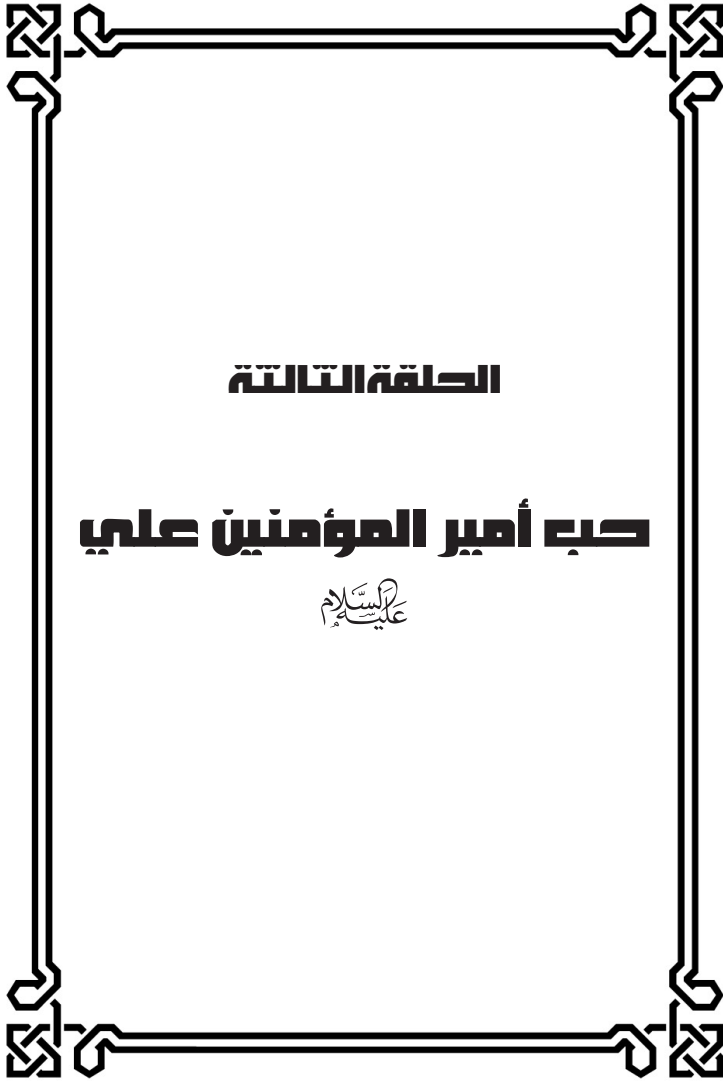 الحلقة الثالثة
حب أمير المؤمنين علي
عليه السلام